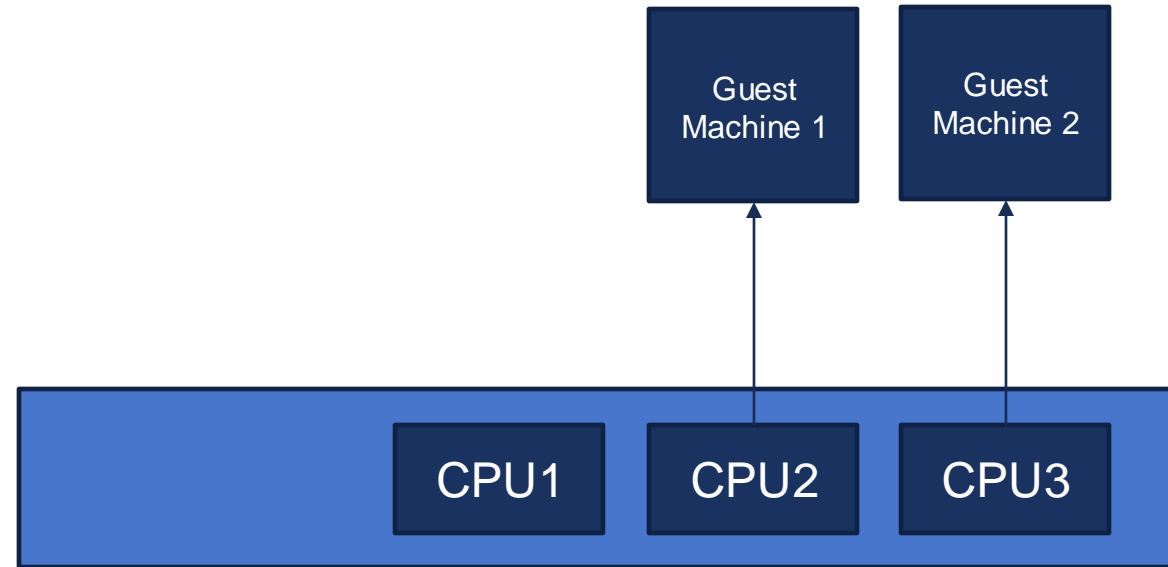 Guest
Machine 1
Guest
Machine 2
CPU1
CPU2
CPU3